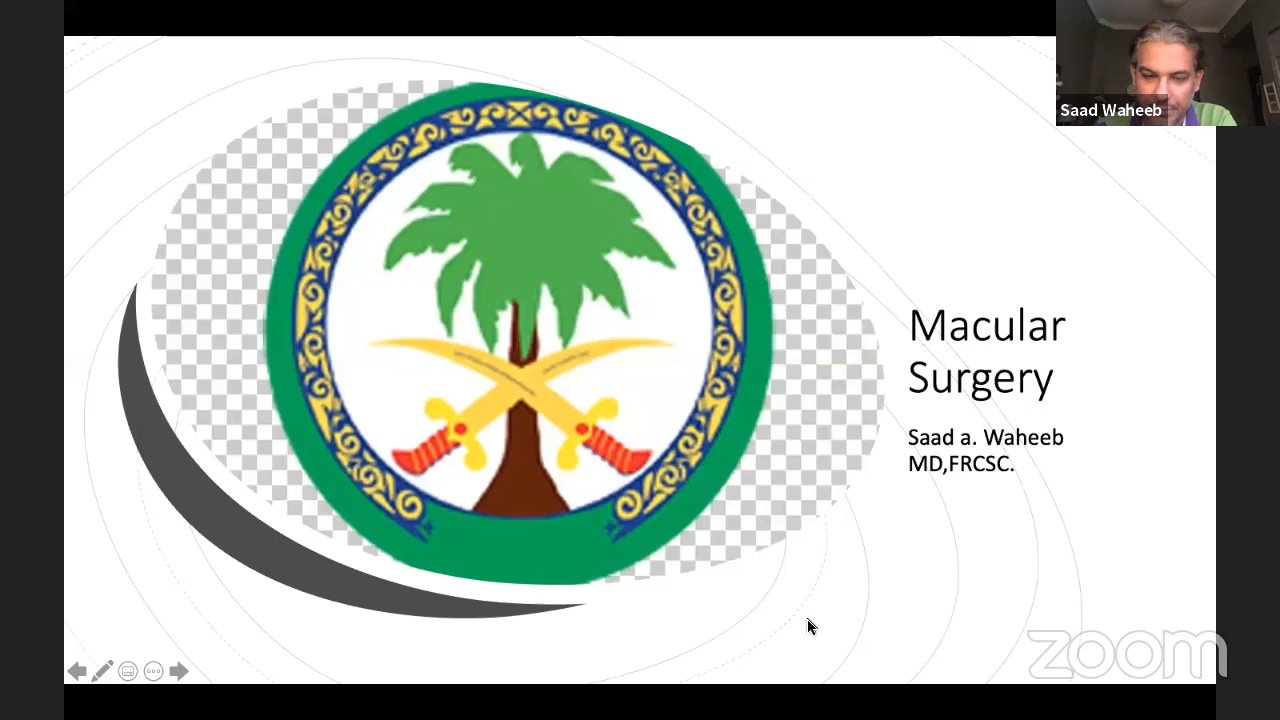 Saad Waheeb
Macular
Surgery
Saad a. Waheeb
MD,FRCSC.
zoom